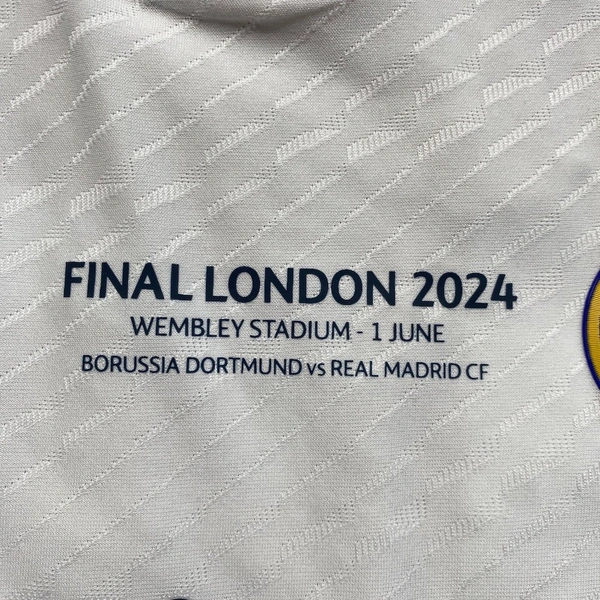 FINAL LONDON 2024
WEMBLEY STADIUM - 1 JUNE
BORUSSIA DORTMUND vs REAL MADRID CF